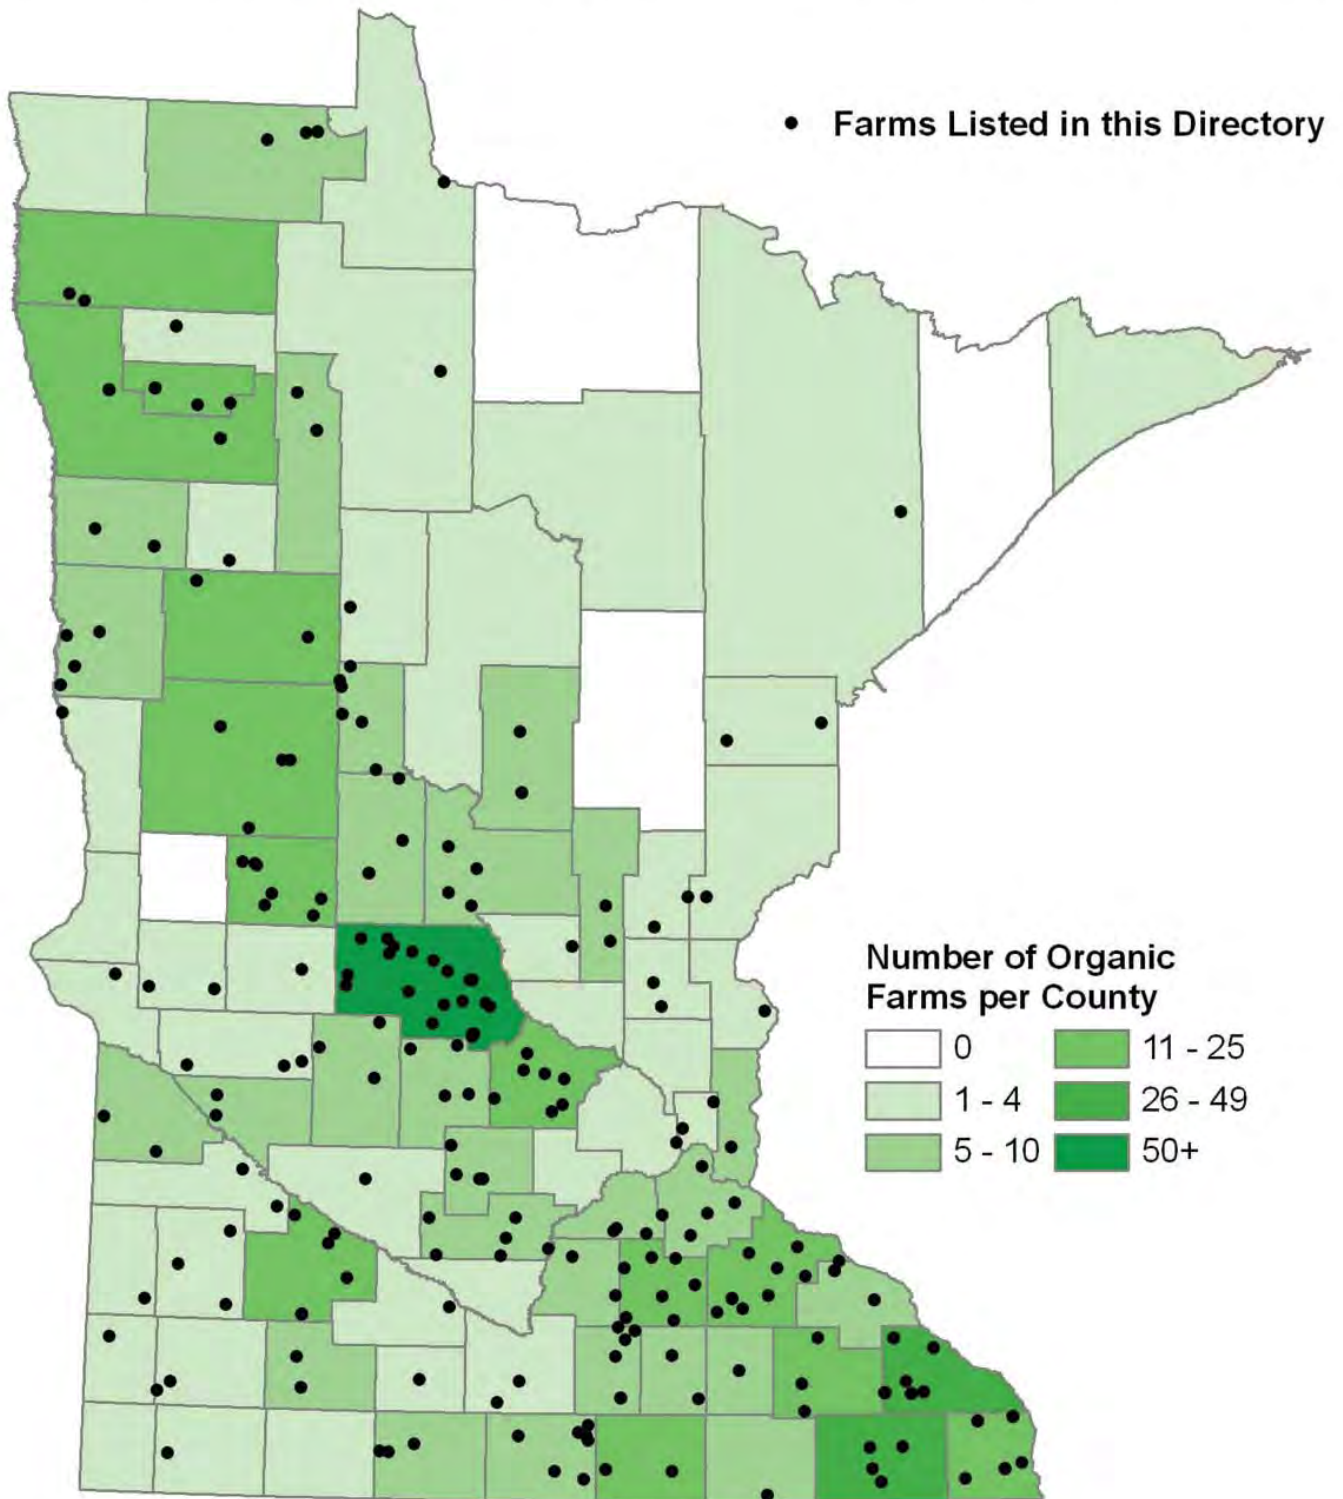 Farms Listed in this Directory
Number of Organic
Farms per County
0
11 - 25
1 - 4
26 - 49
5 - 10
50+